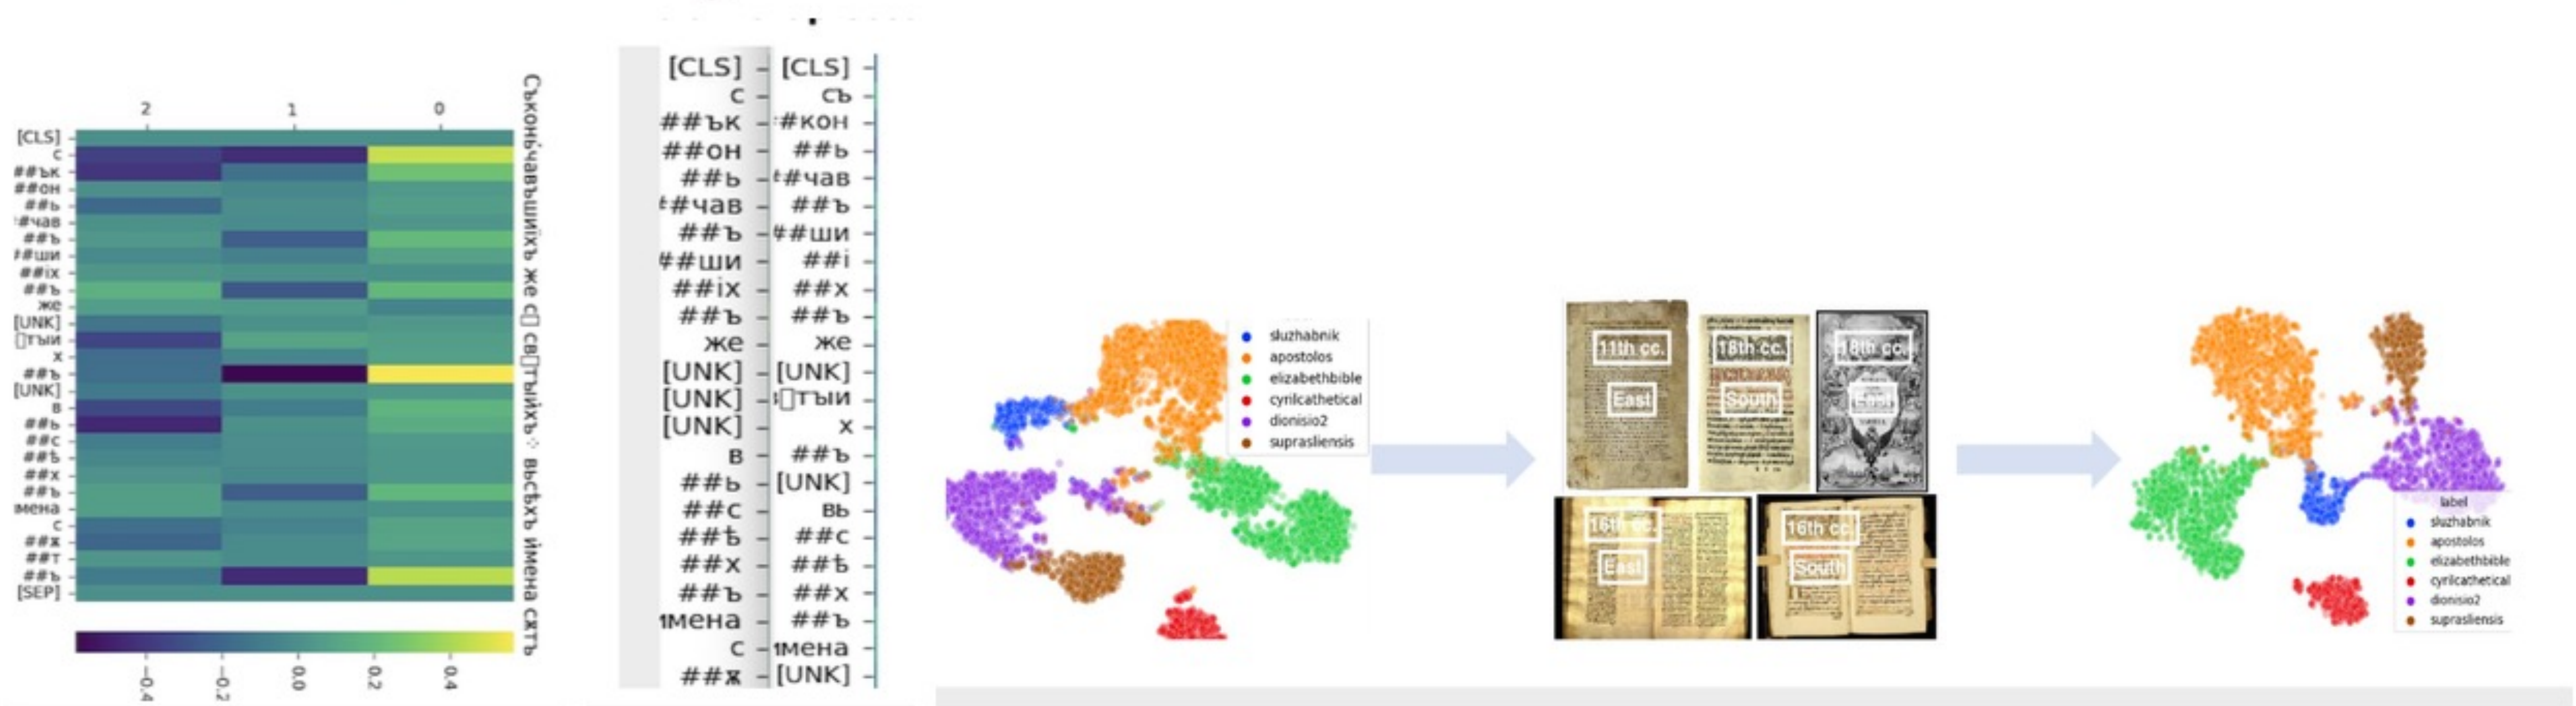 2 1 0
[CLS]
с
##ък
##он
##ь
#чав
##ъ
##ши
##іх
##ъ
же
[UNK]
тыи
х
##ъ
[UNK]
в
##ь
##с
##ѣ
##х
##ъ
имена
с
##ѫ
##т
##ъ
[SEP]
-0.4 -0.2 0.0 0.2 0.4
[CLS]
с
##ък
##он
##ь
##чав
##ъ
##ши
##іх
##ъ
же
[UNK]
[UNK]
[UNK]
в
##ь
##с
##ѣ
##х
##ъ
имена
с
##ѫ
[CLS]
съ
#кон
##ь
##чав
##ъ
##ши
##і
##х
##ъ
же
[UNK]
тыи
х
##ъ
[UNK]
вь
##с
##ѣ
##х
##ъ
имена
[UNK]
sluzhabnik
apostolos
elizabethbible
cyrilcathetical
dionisio2
suprasliensis
11th cc.
East
18th cc.
South
18th cc.
East
16th cc.
East
16th cc.
South
label
sluzhabnik
apostolos
elizabethbible
cyrilcathetical
dionisio2
suprasliensis